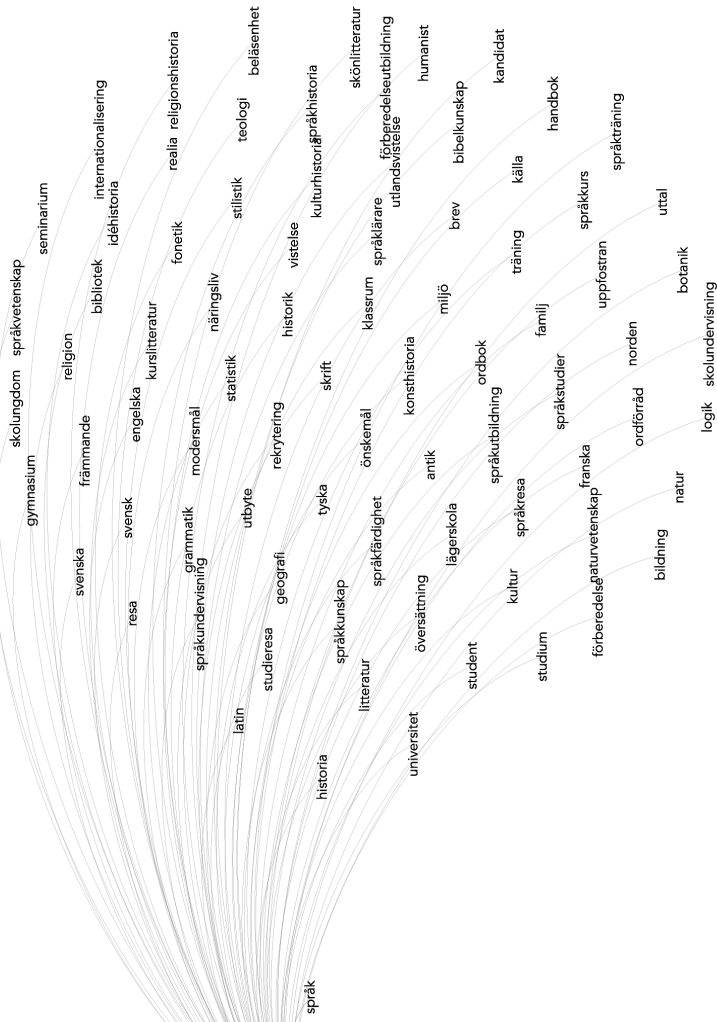 beläsenhet
skönlitteratur
förberedelseutbildning
humanist
kandidat
religionshistoria
språkhistoria
internationalisering
teologi
bibelkunskap
handbok
språkträning
realia
kulturhistoria
utlandsvistelse
källa
seminarium
idéhistoria
stilistik
språklärare
brev
språkkurs
uttal
fonetik
vistelse
träning
språkvetenskap
bibliotek
näringsliv
historik
klassrum
miljö
uppfostran
botanik
religion
kurslitteratur
familj
norden
skolundervisning
skolungdom
statistik
skrift
konsthistoria
ordbok
språkstudier
främmande
engelska
modersmål
rekrytering
önskemål
språkutbildning
ordförråd
logik
gymnasium
antik
franska
natur
svensk
utbyte
tyska
språkfärdighet
lägerskola
språkresa
naturvetenskap
bildning
svenska
grammatik
geografi
kultur
resa
språkundervisning
språkkunskap
översättning
förberedelse
studieresa
litteratur
student
studium
latin
universitet
historia
språk